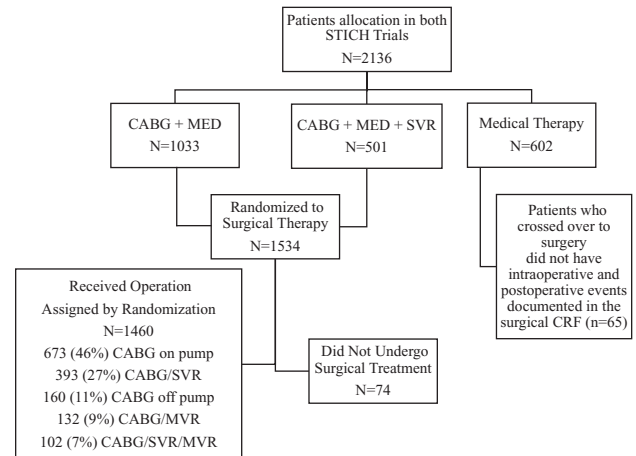 Patients allocation in both
STICH Trials
N=2136
CABG + MED
N=1033
CABG + MED + SVR
N=501
Medical Therapy
N=602
Randomized to
Surgical Therapy
N=1534
Patients who
crossed over to
surgery
did not have
intraoperative and
postoperative events
documented in the
surgical CRF (n=65)
Received Operation
Assigned by Randomization
N=1460
673 (46%) CABG on pump
393 (27%) CABG/SVR
160 (11%) CABG off pump
132 (9%) CABG/MVR
102 (7%) CABG/SVR/MVR
Did Not Undergo
Surgical Treatment
N=74